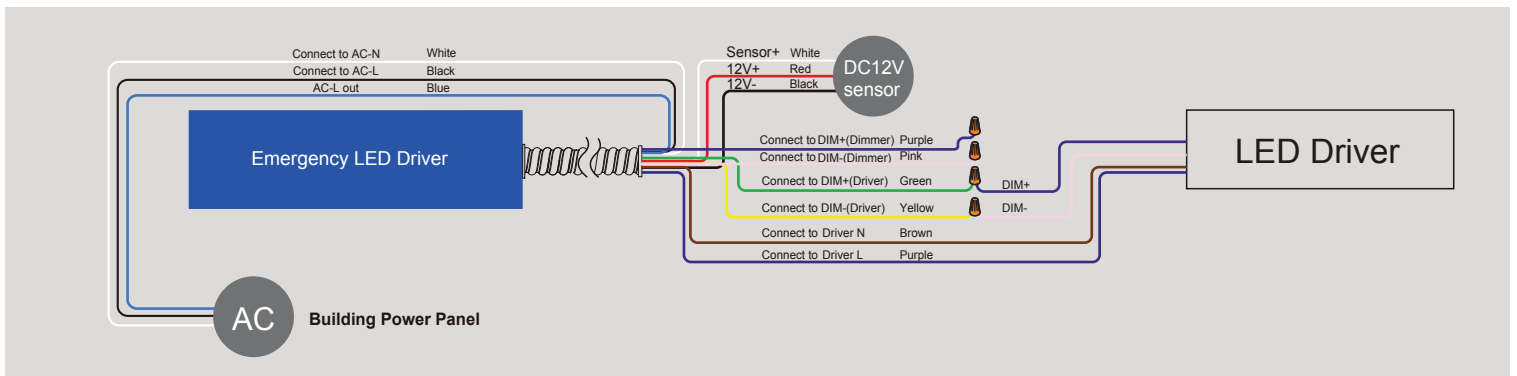 Connect to AC-N White
Connect to AC-L Black
AC-L out Blue
Sensor+ White
12V+ Red
12V- Black
DC12V
sensor
Emergency LED Driver
Connect to DIM+(Dimmer) Purple
Connect to DIM-(Dimmer) Pink
Connect to DIM+(Driver) Green
DIM+
Connect to DIM-(Driver) Yellow
DIM-
Connect to Driver N Brown
Connect to Driver L Purple
LED Driver
AC
Building Power Panel